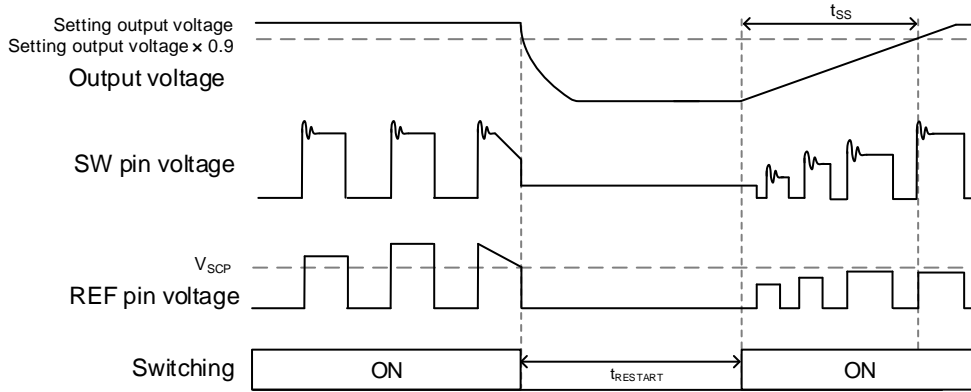 Setting output voltage
Setting output voltage × 0.9
Output voltage
tSS
SW pin voltage
VSCP
REF pin voltage
Switching
ON
tRESTART
ON